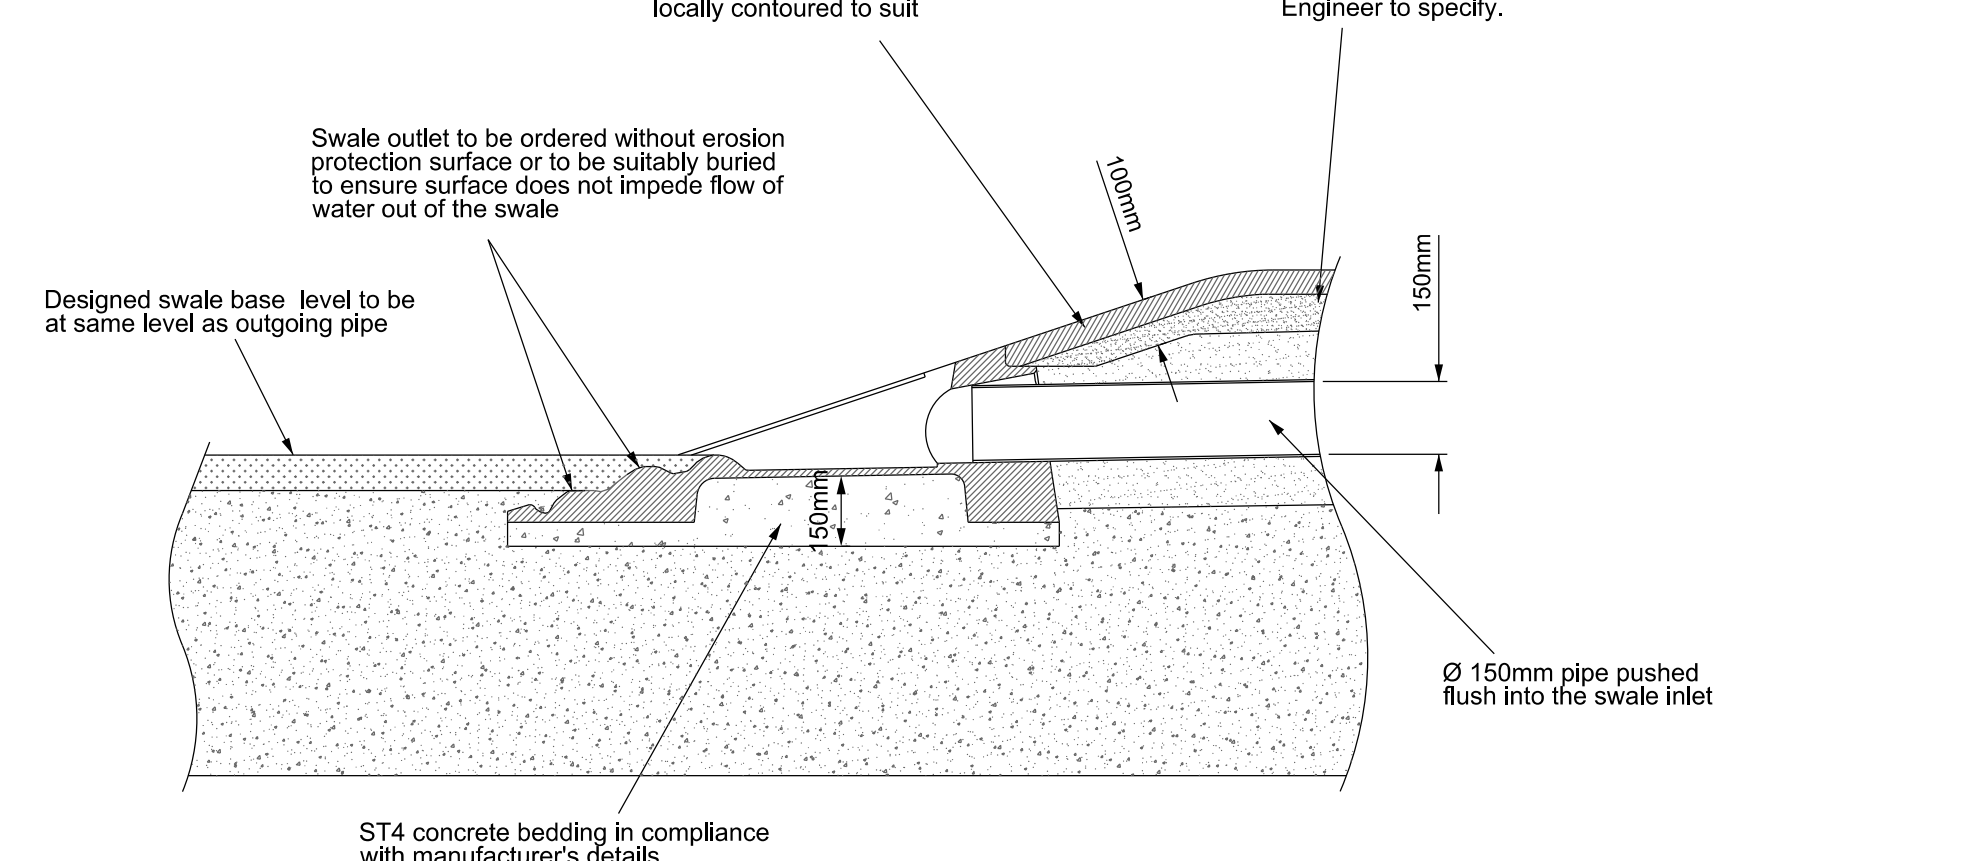 locally contoured to suit
Engineer to specify.
Swale outlet to be ordered without erosion
protection surface or to be suitably buried
to ensure surface does not impede flow of
water out of the swale
100mm
150mm
Designed swale base  level to be
at same level as outgoing pipe
150mm
Ø 150mm pipe pushed
flush into the swale inlet
ST4 concrete bedding in compliance
with manufacturer's details